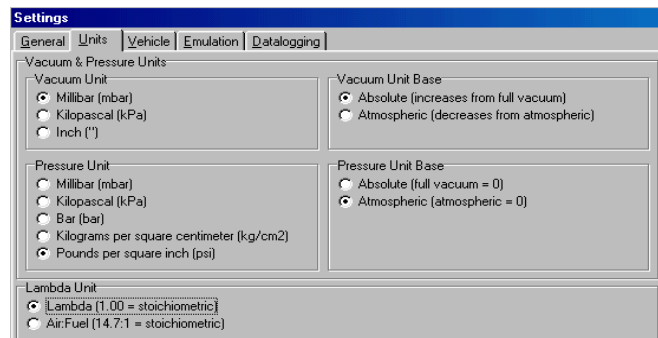 Settings
General Units Vehicle Emulation Datalogging
Vacuum & Pressure Units
Vacuum Unit
Millibar (mbar)
Kilopascal (kPa)
Inch (")
Vacuum Unit Base
Absolute (increases from full vacuum)
Atmospheric (decreases from atmospheric)
Pressure Unit
Millibar (mbar)
Kilopascal (kPa)
Bar (bar)
Kilograms per square centimeter (kg/cm2)
Pounds per square inch (psi)
Pressure Unit Base
Absolute (full vacuum = 0)
Atmospheric (atmospheric = 0)
Lambda Unit
Lambda (1.00 = stoichiometric)
Air:Fuel (14.7:1 = stoichiometric)